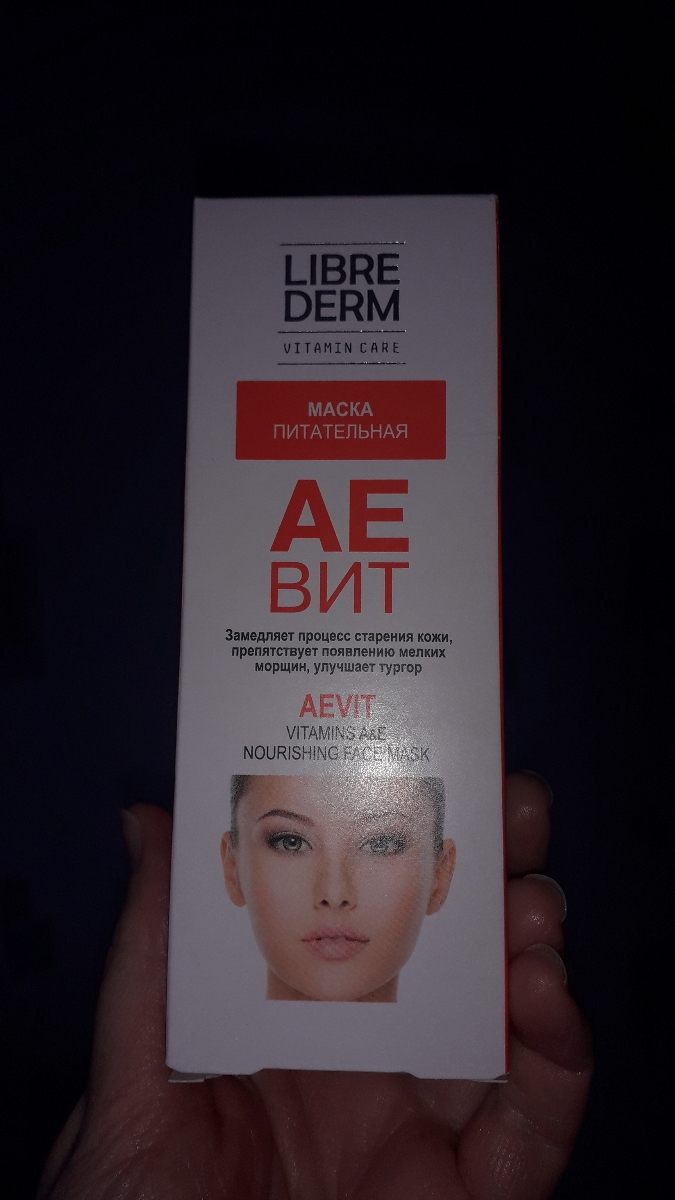 LIBRE
DERM
VITAMIN CARE
МАСКА
ПИТАТЕЛЬНАЯ
АЕ
ВИТ
Замедляет процесс старения кожи,
препятствует появлению мелких
морщин, улучшает тургор
AEVIT
VITAMINS A&E
NOURISHING FACE MASK